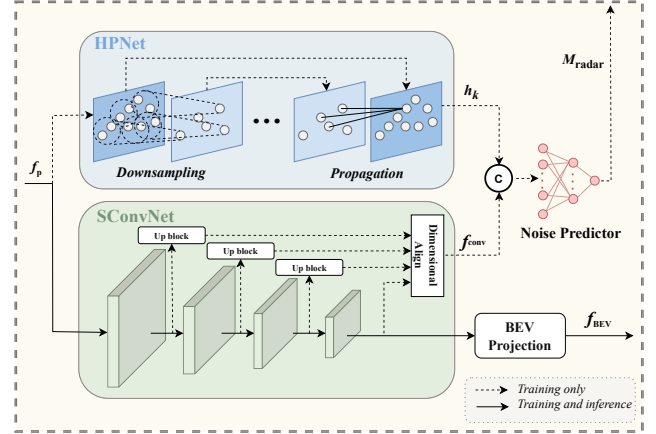 HPNet
M_radar
h_k
Downsampling
Propagation
f_p
C
SConvNet
Noise Predictor
Up block
Up block
Up block
Dimensional
Align
f_conv
BEV
Projection
f_BEV
Training only
Training and inference